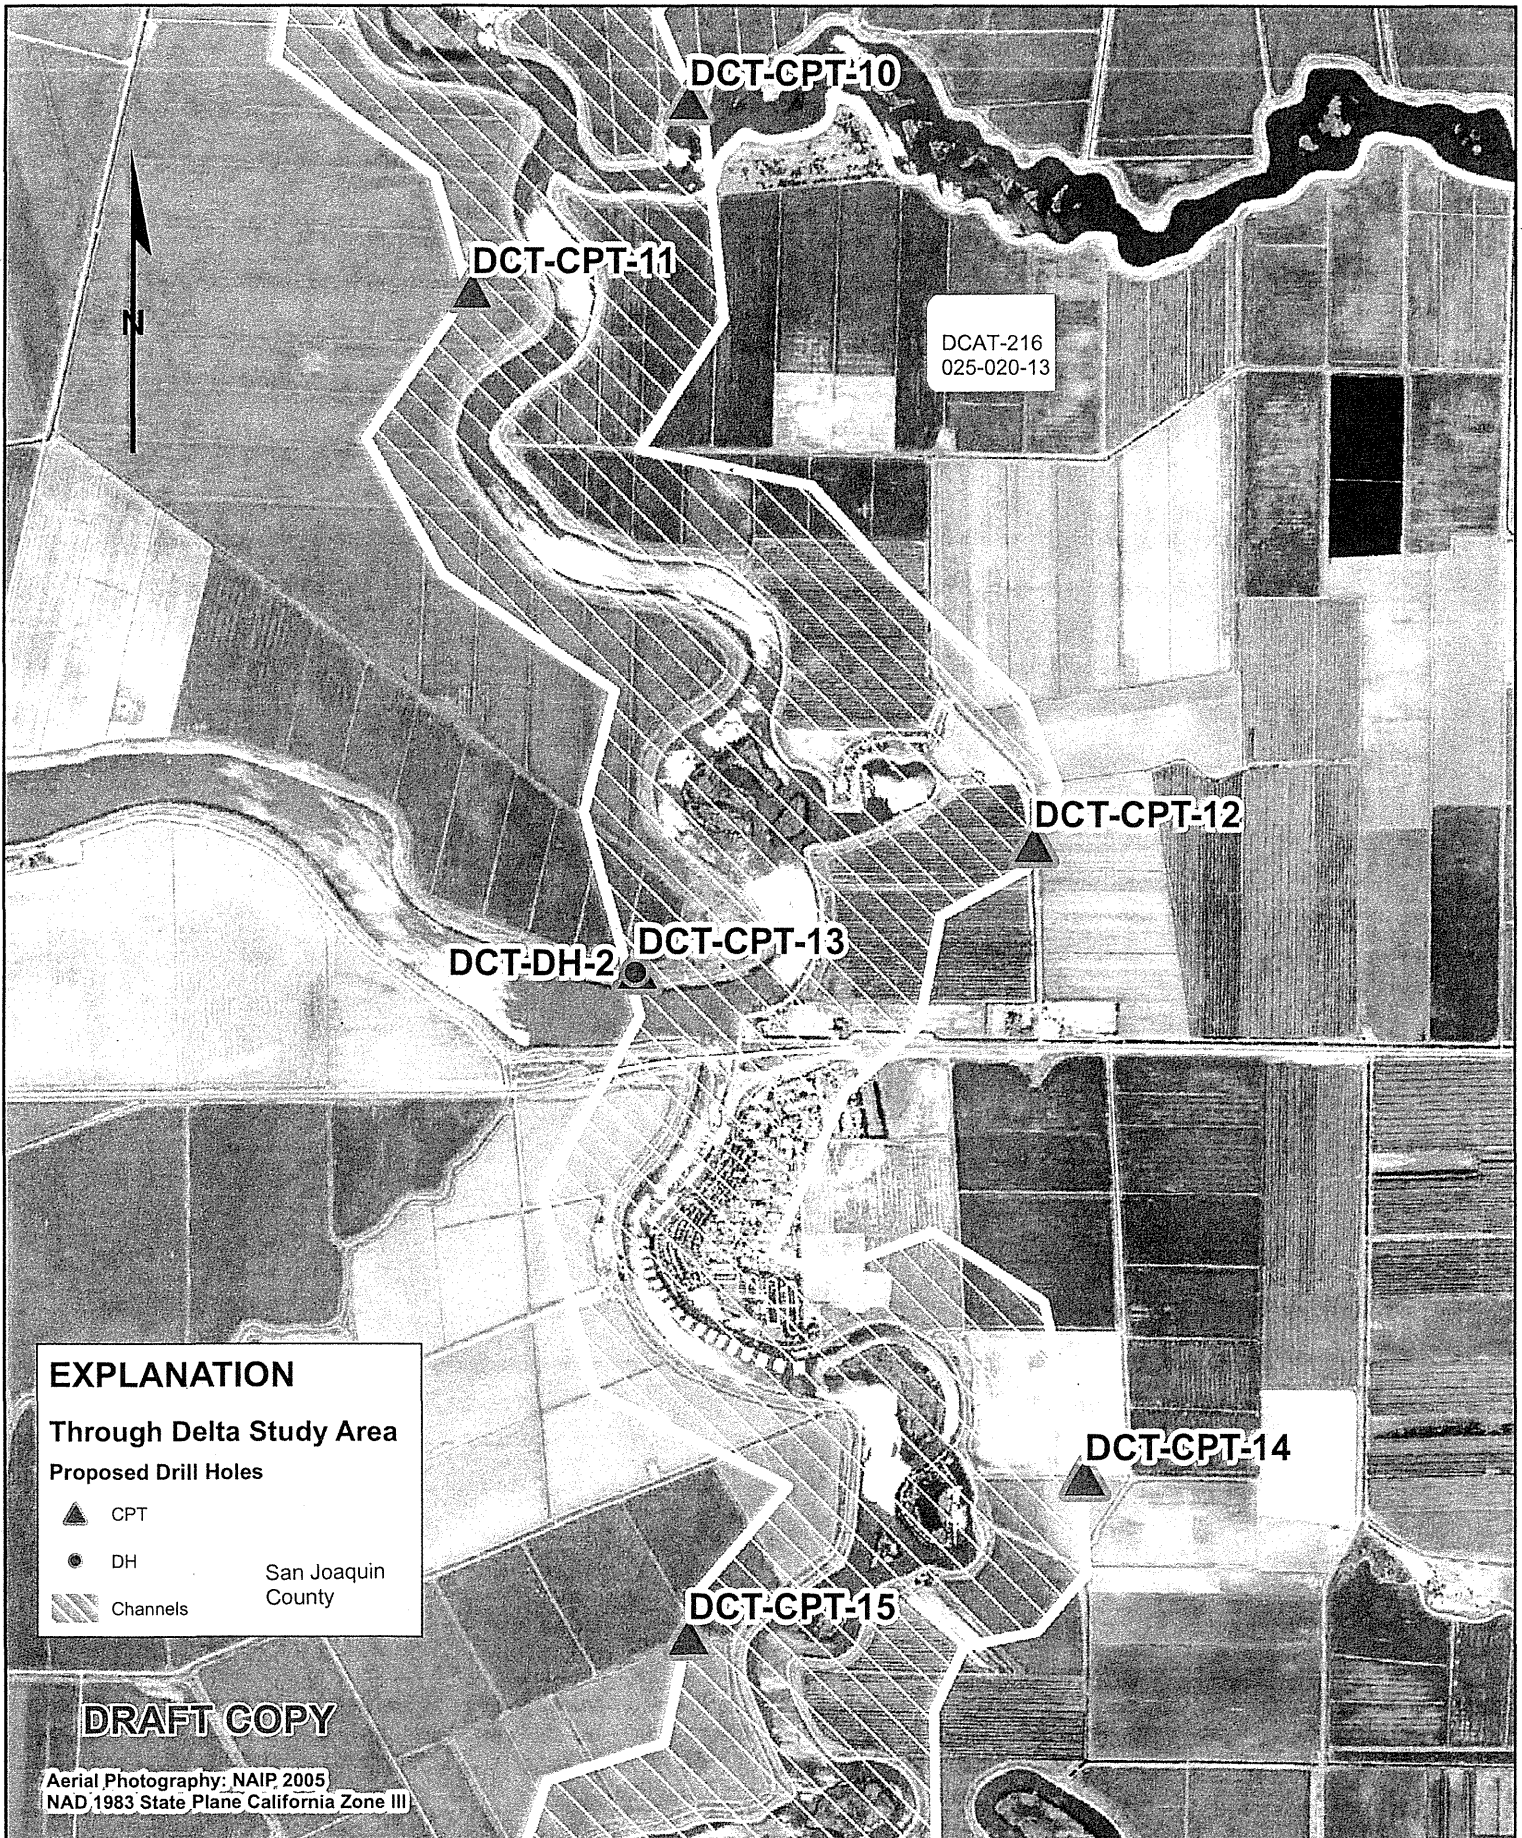 DCT-CPT-10
DCT-CPT-11
N
DCAT-216
025-020-13
DCT-CPT-12
DCT-CPT-13
DCT-DH-2
DCT-CPT-14
DCT-CPT-15
EXPLANATION
Through Delta Study Area
Proposed Drill Holes
CPT
DH
Channels
San Joaquin
County
DRAFT COPY
Aerial Photography: NAIP 2005
NAD 1983 State Plane California Zone III